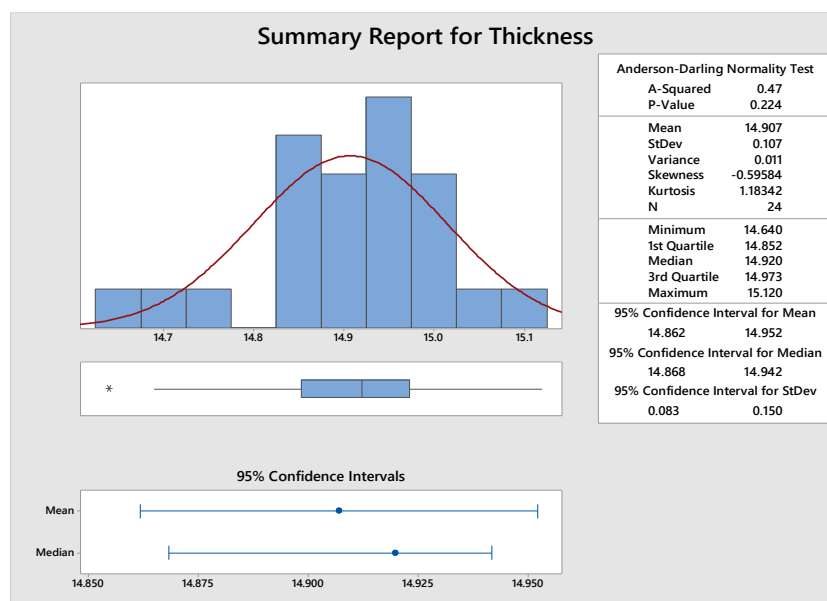 Summary Report for Thickness
14.7 14.8 14.9 15.0 15.1
*
Anderson-Darling Normality Test
A-Squared 0.47
P-Value 0.224
Mean 14.907
StDev 0.107
Variance 0.011
Skewness -0.59584
Kurtosis 1.18342
N 24
Minimum 14.640
1st Quartile 14.852
Median 14.920
3rd Quartile 14.973
Maximum 15.120
95% Confidence Interval for Mean
14.862 14.952
95% Confidence Interval for Median
14.868 14.942
95% Confidence Interval for StDev
0.083 0.150
95% Confidence Intervals
Mean
Median
14.850 14.875 14.900 14.925 14.950